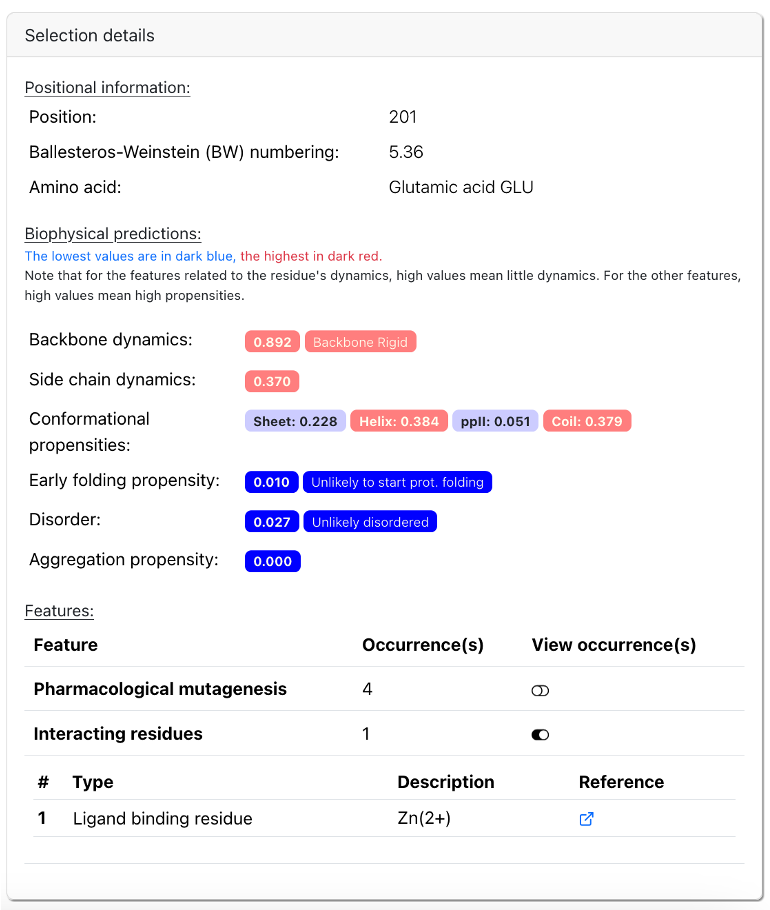 Selection details
Positional information:
Position: 201
Ballesteros-Weinstein (BW) numbering: 5.36
Amino acid: Glutamic acid GLU
Biophysical predictions:
The lowest values are in dark blue, the highest in dark red.
Note that for the features related to the residue's dynamics, high values mean little dynamics. For the other features,
high values mean high propensities.
Backbone dynamics: 0.892 Backbone Rigid
Side chain dynamics: 0.370
Conformational propensities: Sheet: 0.228 Helix: 0.384 ppII: 0.051 Coil: 0.379
Early folding propensity: 0.010 Unlikely to start prot. folding
Disorder: 0.027 Unlikely disordered
Aggregation propensity: 0.000
Features:
Feature Occurrence(s) View occurrence(s)
Pharmacological mutagenesis 4
Interacting residues 1
# Type Description Reference
1 Ligand binding residue Zn(2+)